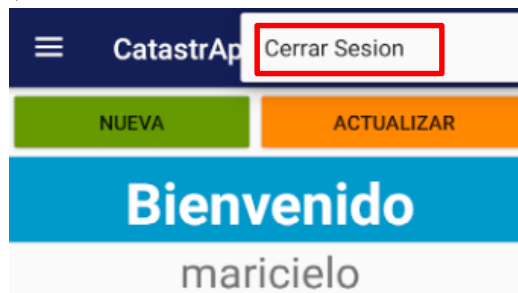 CatastrAp
Cerrar Sesion
NUEVA
ACTUALIZAR
Bienvenido
maricielo